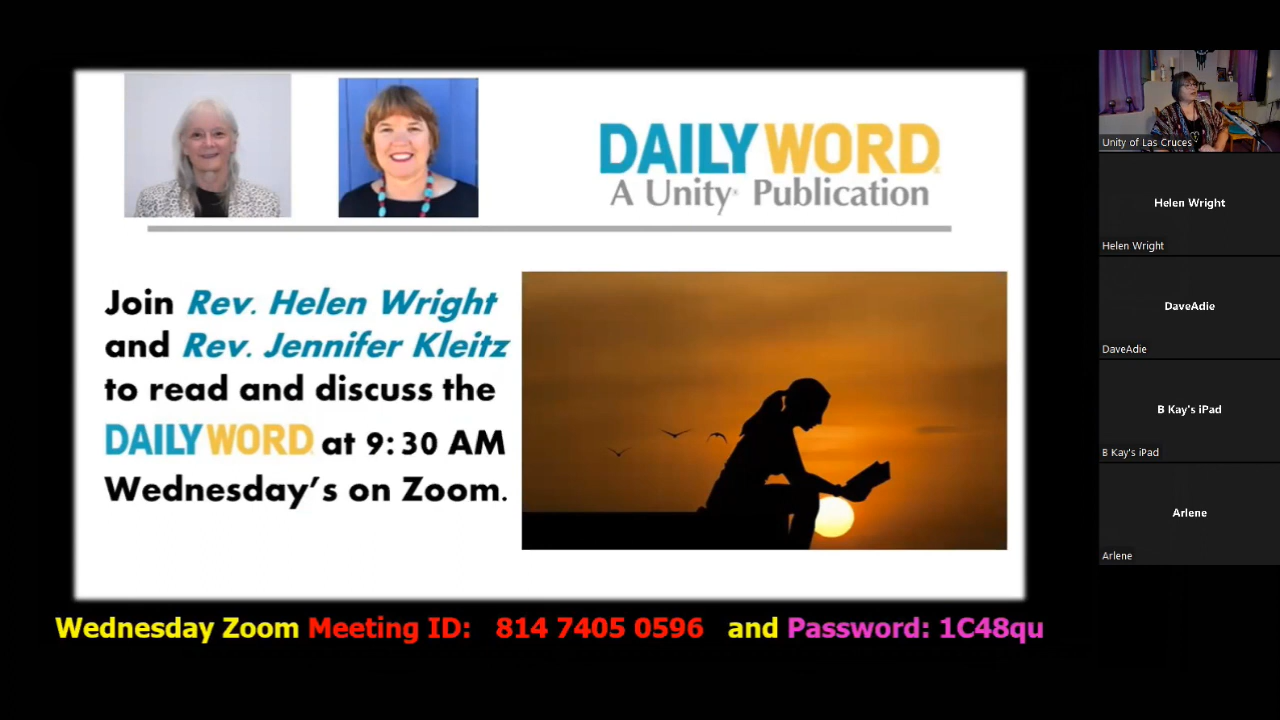 DAILY WORD
A Unity® Publication
Join Rev. Helen Wright
and Rev. Jennifer Kleitz
to read and discuss the
DAILY WORD at 9:30 AM
Wednesday’s on Zoom.
Wednesday Zoom Meeting ID: 814 7405 0596 and Password: 1C48qu
Unity of Las Cruces
Helen Wright
Helen Wright
DaveAdie
DaveAdie
B Kay's iPad
B Kay's iPad
Arlene
Arlene